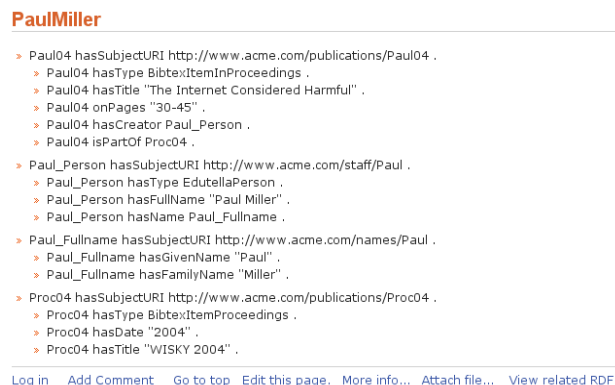 PaulMiller
» Paul04 hasSubjectURI http://www.acme.com/publications/Paul04 .
» Paul04 hasType BibtexItemInProceedings .
» Paul04 hasTitle "The Internet Considered Harmful" .
» Paul04 onPages "30-45" .
» Paul04 hasCreator Paul_Person .
» Paul04 isPartOf Proc04 .
» Paul_Person hasSubjectURI http://www.acme.com/staff/Paul .
» Paul_Person hasType EdutellaPerson .
» Paul_Person hasFullName "Paul Miller" .
» Paul_Person hasName Paul_Fullname .
» Paul_Fullname hasSubjectURI http://www.acme.com/names/Paul .
» Paul_Fullname hasGivenName "Paul" .
» Paul_Fullname hasFamilyName "Miller" .
» Proc04 hasSubjectURI http://www.acme.com/publications/Proc04 .
» Proc04 hasType BibtexItemProceedings .
» Proc04 hasDate "2004" .
» Proc04 hasTitle "WISKY 2004" .
Log in Add Comment Go to top Edit this page. More info... Attach file... View related RDF